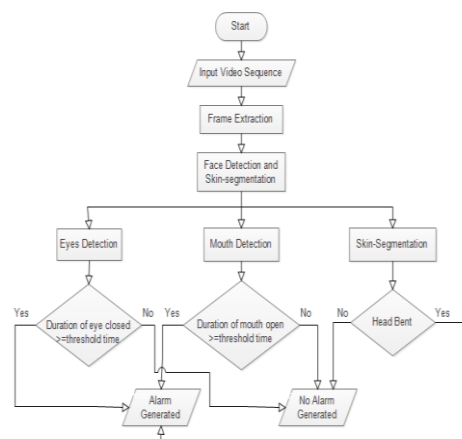 Start
Input Video Sequence
Frame Extraction
Face Detection and
Skin-segmentation
Eyes Detection
Mouth Detection
Skin-Segmentation
Yes
Duration of eye closed
>=threshold time
No
Yes
Duration of mouth open
>=threshold time
No
No
Head Bent
Yes
Alarm
Generated
No Alarm
Generated